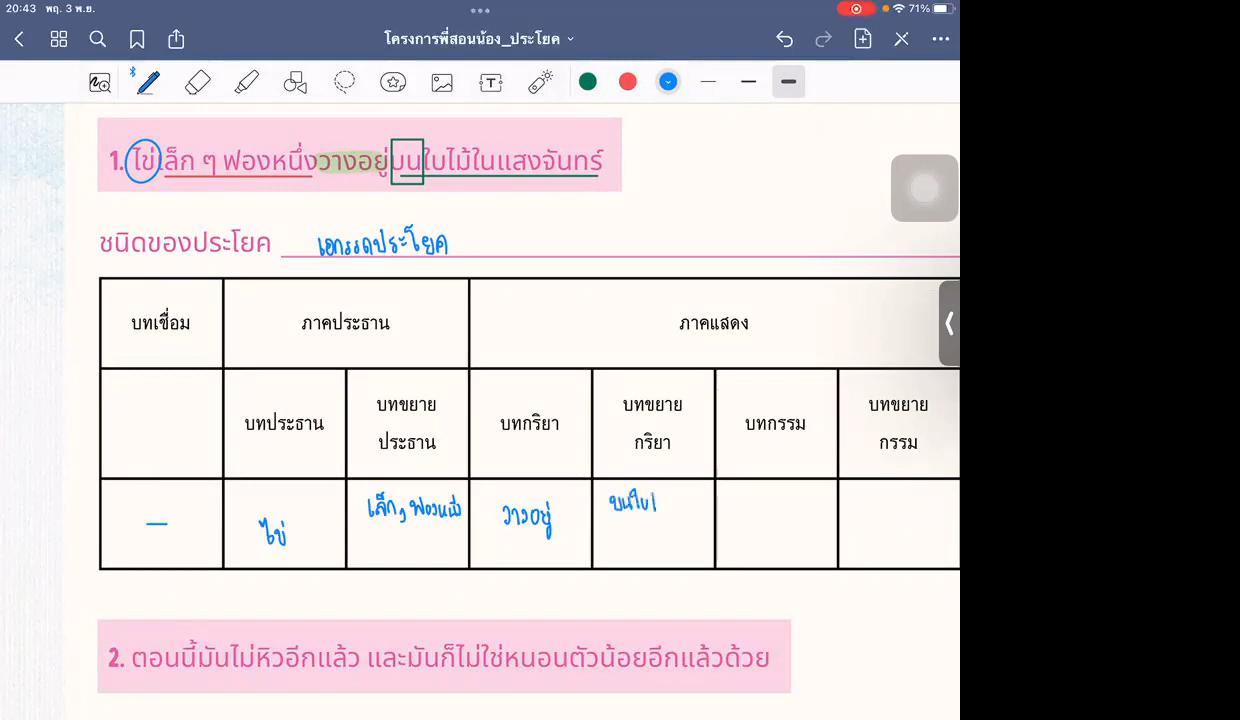 20:43 พฤ. 3 พ.ย. 71%
โครงการพี่สอนน้อง_ประโยค
1. ไข่เล็ก ๆ ฟองหนึ่งวางอยู่บนใบไม้ในแสงจันทร์
ชนิดของประโยค เอกรรถประโยค
บทเชื่อม ภาคประธาน ภาคแสดง
บทประธาน บทขยายประธาน บทกริยา บทขยายกริยา บทกรรม บทขยายกรรม
— ไข่ เล็กๆ ฟองหนึ่ง วางอยู่ บนใบ
2. ตอนนี้มันไม่หิวอีกแล้ว และมันก็ไม่ใช่หนอนตัวน้อยอีกแล้วด้วย